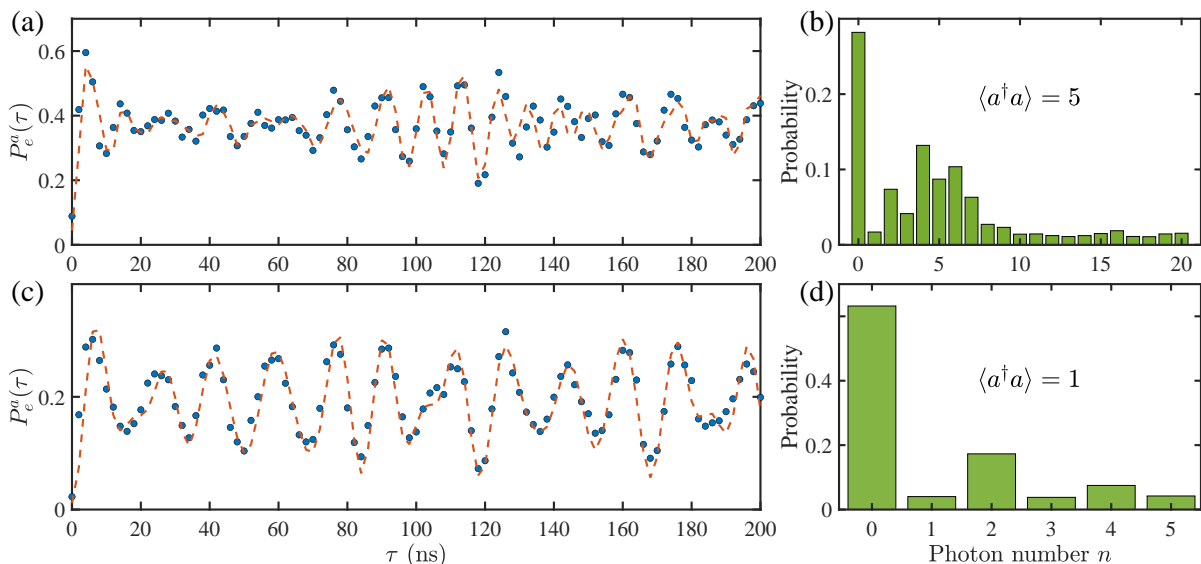 (a)
P_e^a(τ)
0.6
0.4
0.2
0
0 20 40 60 80 100 120 140 160 180 200
(b)
Probability
0.2
0.1
0
⟨a†a⟩ = 5
0 5 10 15 20
(c)
P_e^a(τ)
0.2
0
0 20 40 60 80 100 120 140 160 180 200
τ (ns)
(d)
Probability
0.4
0.2
0
⟨a†a⟩ = 1
0 1 2 3 4 5
Photon number n